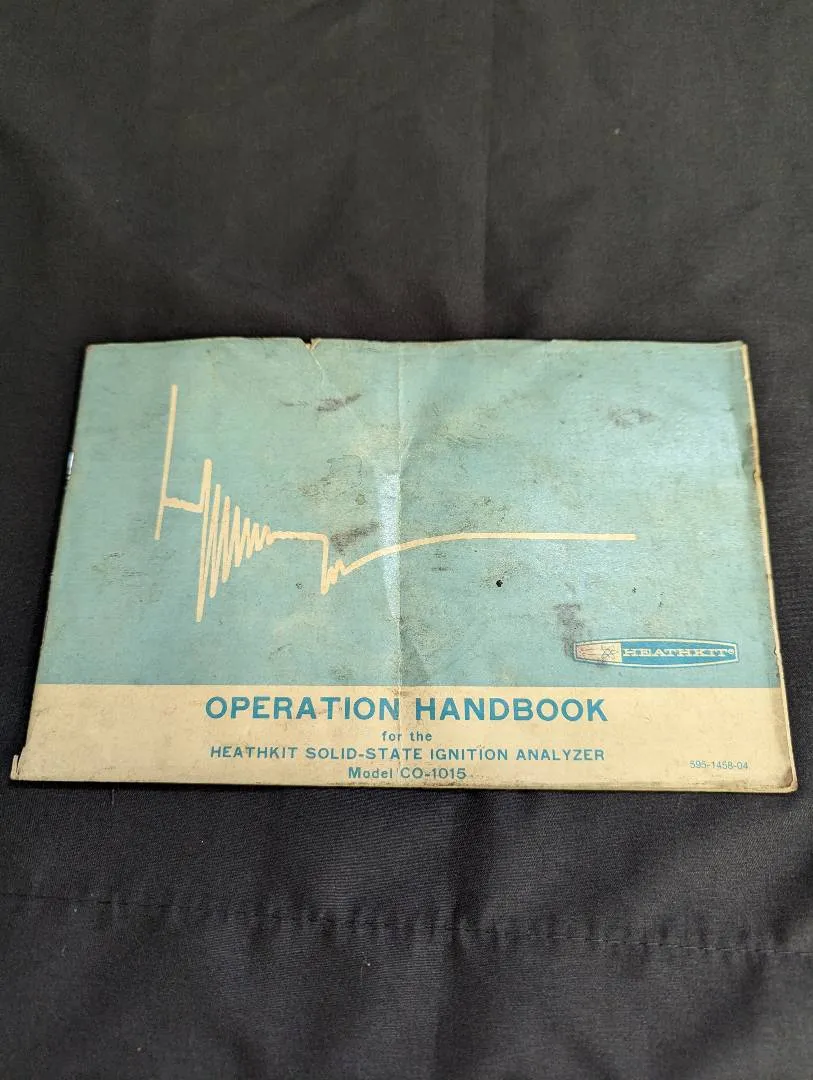 HEATHKIT®
OPERATION HANDBOOK
for the
HEATHKIT SOLID-STATE IGNITION ANALYZER
Model CO-1015
595-1458-04